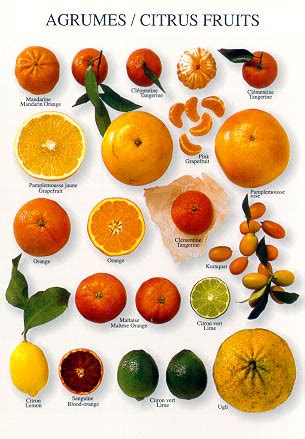 AGRUMES / CITRUS FRUITS
Mandarine
Mandarin Orange
Clémentine
Tangerine
Clémentine
Tangerine
Pink
Grapefruit
Pamplemousse jaune
Grapefruit
Pamplemousse
rose
Orange
Orange
Clémentine
Tangerine
Kumquat
Maltaise
Maltese Orange
Citron vert
Lime
Citron
Lemon
Sanguine
Blood-orange
Citron vert
Lime
Ugli